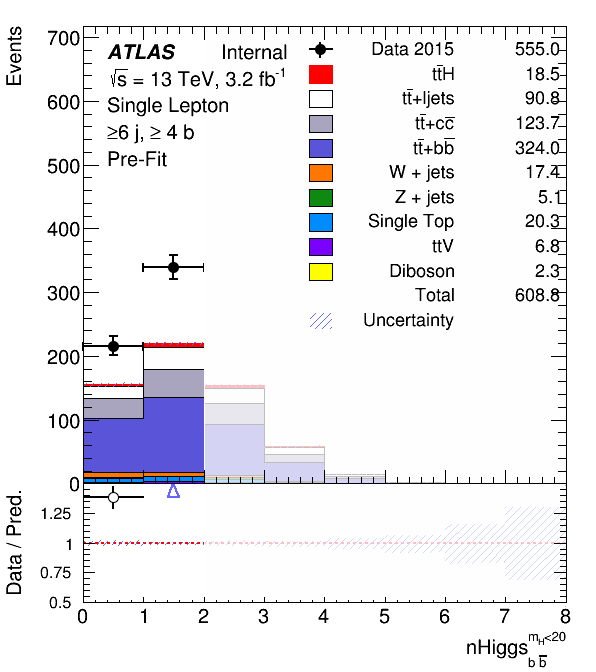 Events
700
600
500
400
300
200
100
0
ATLAS Internal
√s = 13 TeV, 3.2 fb⁻¹
Single Lepton
≥6 j, ≥ 4 b
Pre-Fit
Data 2015 555.0
tt̄H 18.5
tt̄+ljets 90.8
tt̄+cc̄ 123.7
tt̄+bb̄ 324.0
W + jets 17.4
Z + jets 5.1
Single Top 20.3
ttV 6.8
Diboson 2.3
Total 608.8
Uncertainty
Data / Pred.
1.25
1
0.75
0.5
0 1 2 3 4 5 6 7 8
nHiggs m_H<20 b b̄